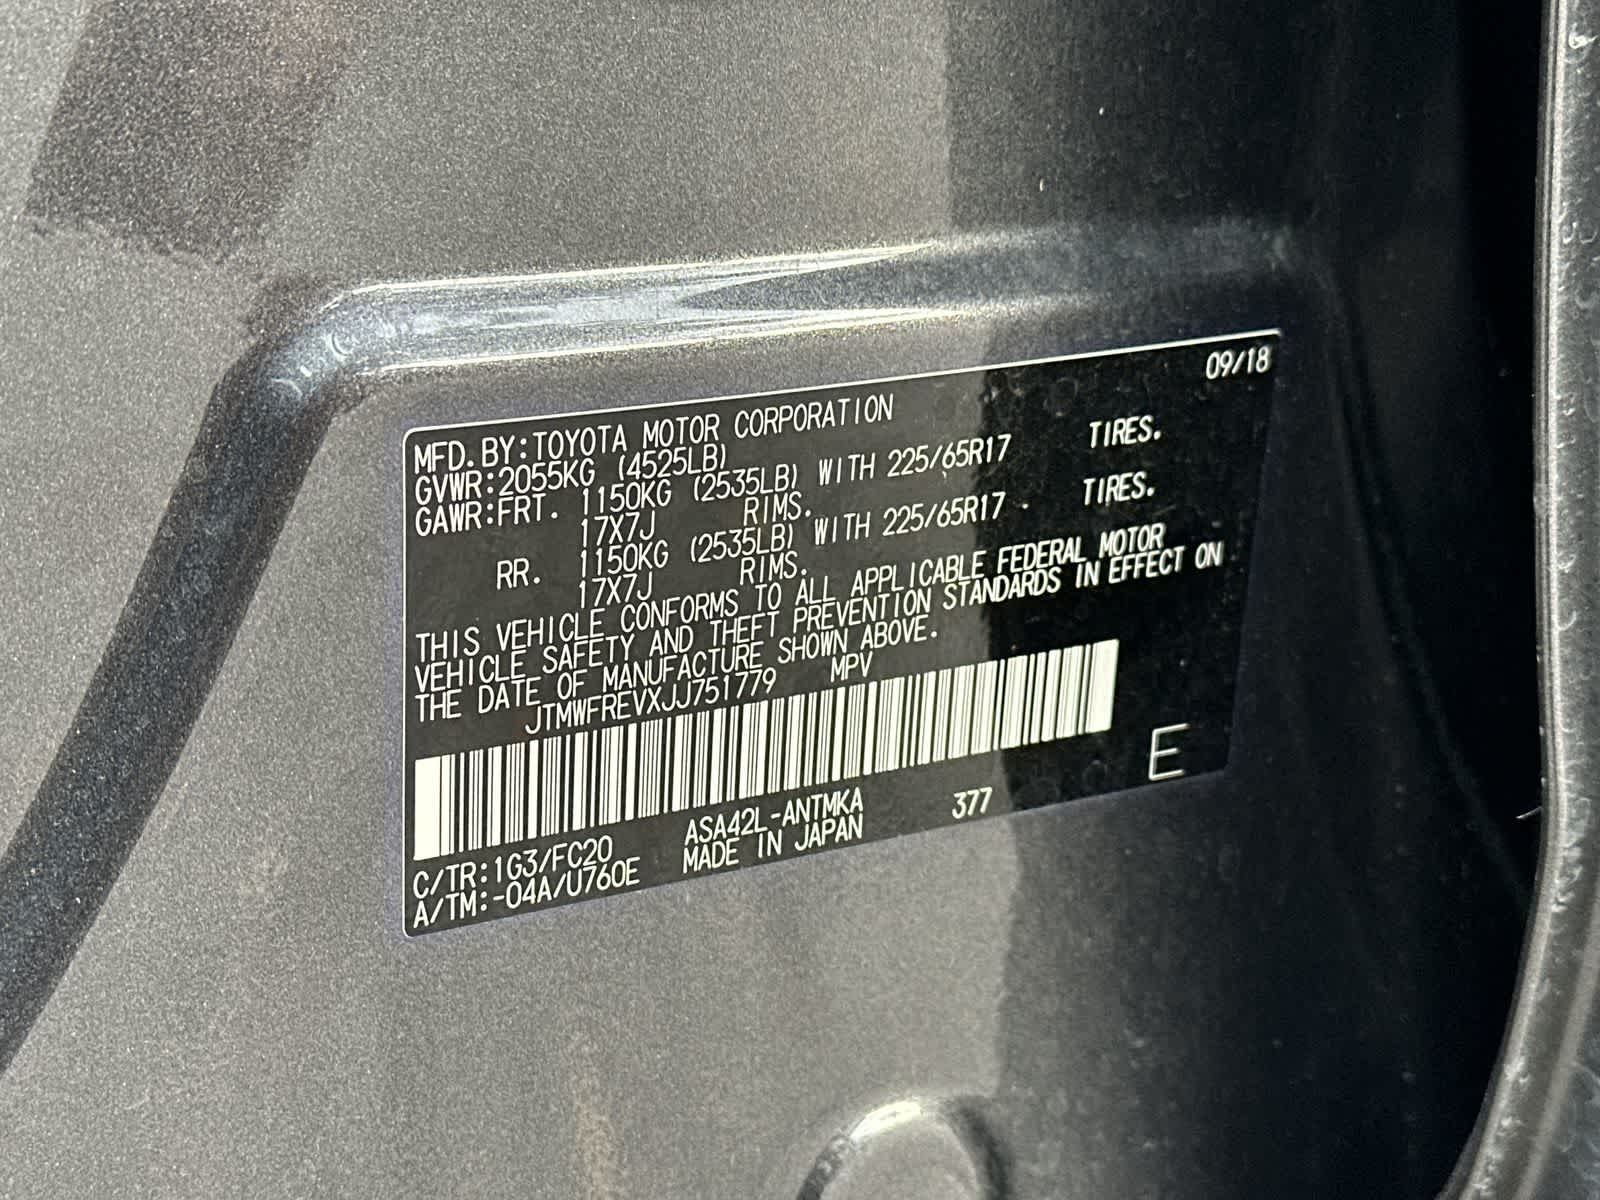 09/18
MFD.BY:TOYOTA MOTOR CORPORATION
GVWR:2055KG (4525LB)
GAWR:FRT. 1150KG (2535LB) WITH 225/65R17 TIRES.
17X7J RIMS.
RR. 1150KG (2535LB) WITH 225/65R17 TIRES.
17X7J RIMS.
THIS VEHICLE CONFORMS TO ALL APPLICABLE FEDERAL MOTOR
VEHICLE SAFETY AND THEFT PREVENTION STANDARDS IN EFFECT ON
THE DATE OF MANUFACTURE SHOWN ABOVE.
JTMWFREVXJJ751779 MPV
E
C/TR:1G3/FC20 ASA42L-ANTMKA 377
A/TM:-04A/U760E MADE IN JAPAN